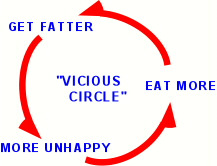 GET FATTER
"VICIOUS
CIRCLE"
EAT MORE
MORE UNHAPPY